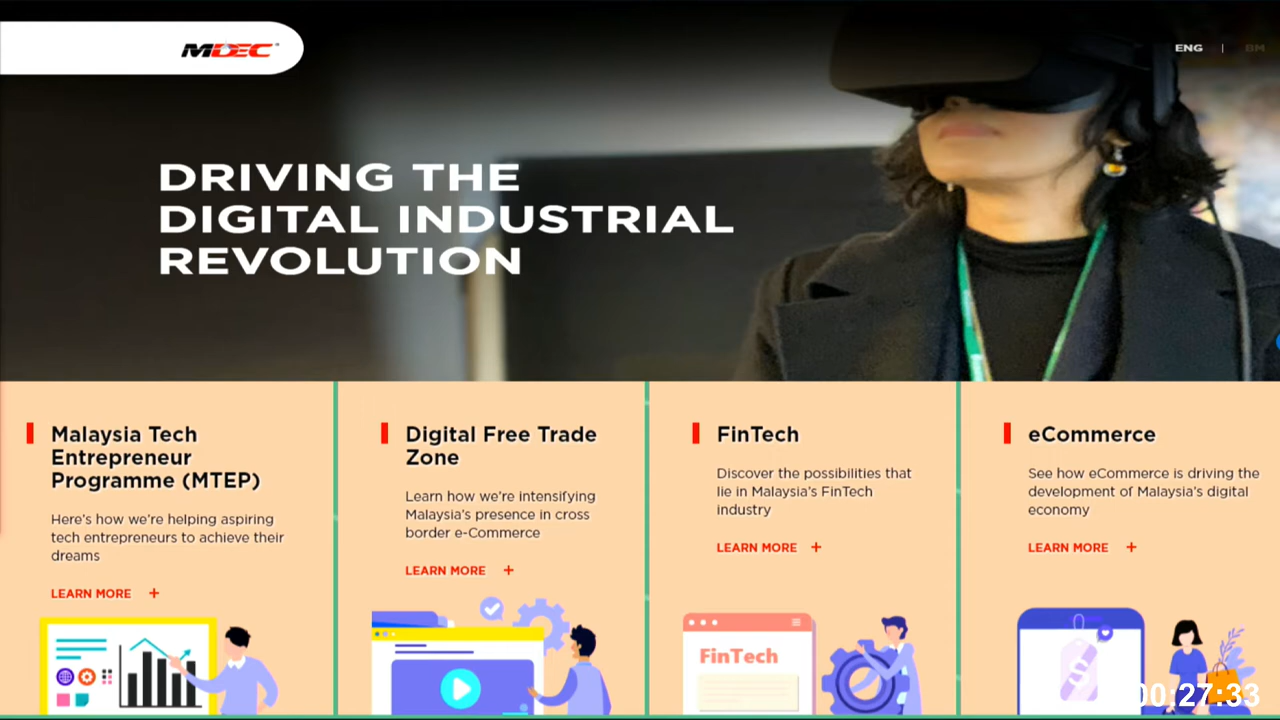 MDEC
ENG | BM
DRIVING THE
DIGITAL INDUSTRIAL
REVOLUTION
Malaysia Tech
Entrepreneur
Programme (MTEP)
Here's how we're helping aspiring
tech entrepreneurs to achieve their
dreams
LEARN MORE +
Digital Free Trade
Zone
Learn how we're intensifying
Malaysia's presence in cross
border e-Commerce
LEARN MORE +
FinTech
Discover the possibilities that
lie in Malaysia's FinTech
industry
LEARN MORE +
eCommerce
See how eCommerce is driving the
development of Malaysia's digital
economy
LEARN MORE +
FinTech
$
00:27:33